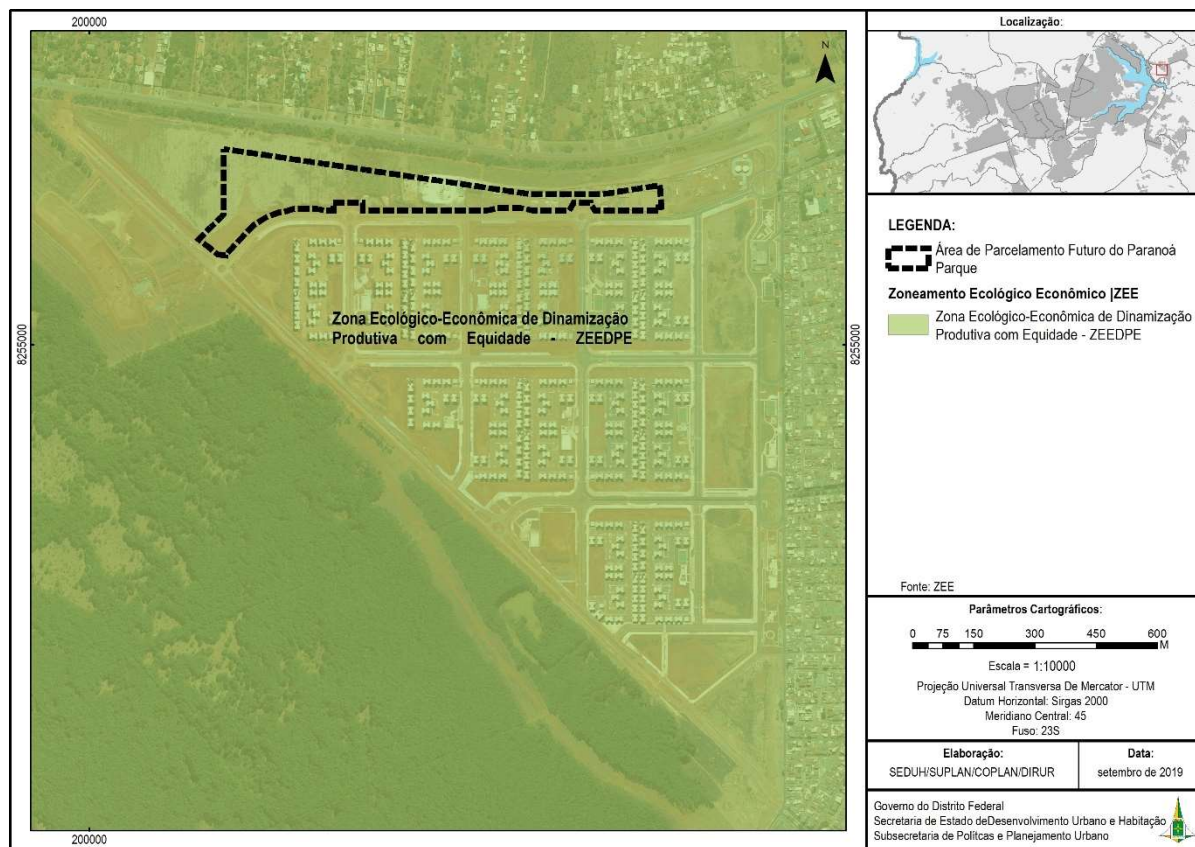 200000
8255000
N
Zona Ecológico-Econômica de Dinamização
Produtiva com Equidade - ZEEDPE
8255000
200000
Localização:
LEGENDA:
Área de Parcelamento Futuro do Paranoá
Parque
Zoneamento Ecológico Econômico |ZEE
Zona Ecológico-Econômica de Dinamização
Produtiva com Equidade - ZEEDPE
Fonte: ZEE
Parâmetros Cartográficos:
0 75 150 300 450 600
M
Escala = 1:10000
Projeção Universal Transversa De Mercator - UTM
Datum Horizontal: Sirgas 2000
Meridiano Central: 45
Fuso: 23S
Elaboração:
SEDUH/SUPLAN/COPLAN/DIRUR
Data:
setembro de 2019
Governo do Distrito Federal
Secretaria de Estado deDesenvolvimento Urbano e Habitação
Subsecretaria de Polítcas e Planejamento Urbano